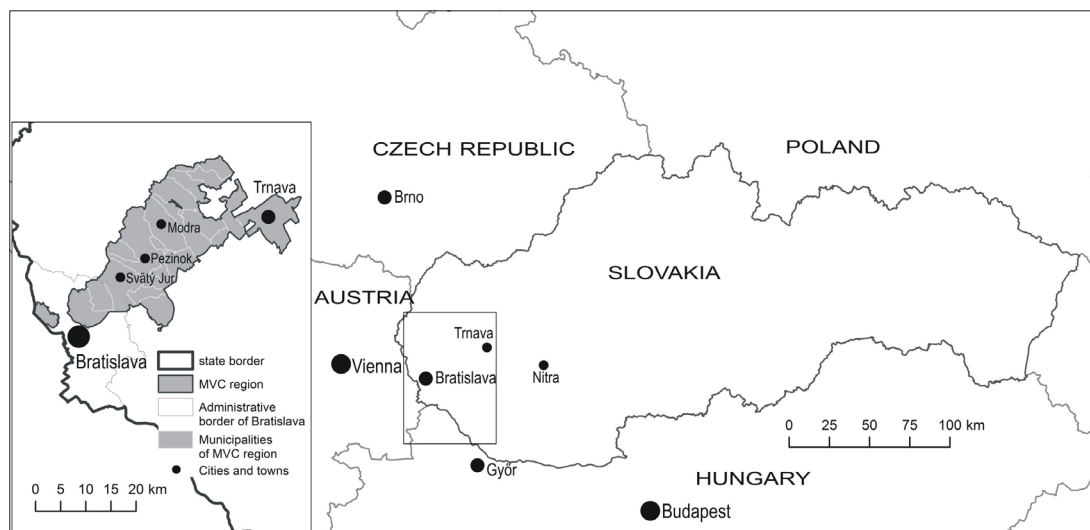 Trnava
Modra
Pezinok
Svätý Jur
Bratislava
state border
MVC region
Administrative
border of Bratislava
Municipalities
of MVC region
Cities and towns
0 5 10 20 km
CZECH REPUBLIC
POLAND
Brno
SLOVAKIA
AUSTRIA
Trnava
Vienna
Bratislava
Nitra
0 25 50 100 km
Győr
HUNGARY
Budapest